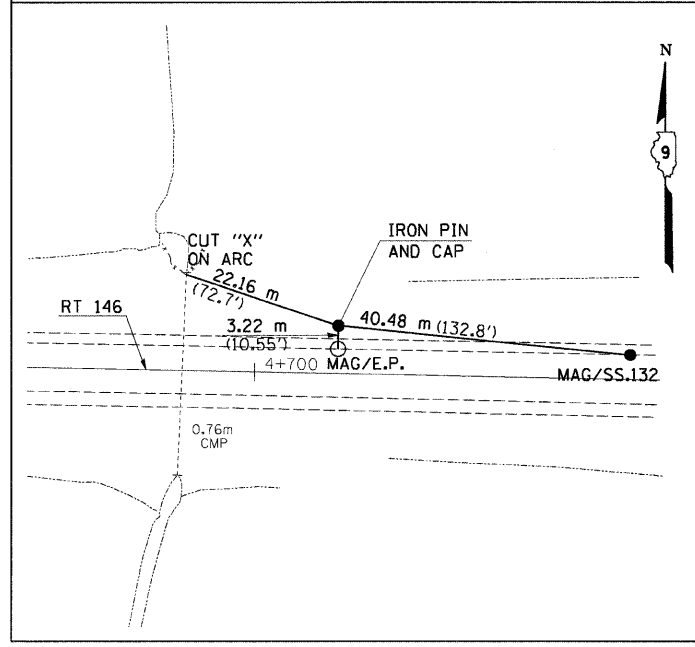 N
9
CUT "X"
ON ARC
IRON PIN
AND CAP
22.16 m
(72.7')
RT 146
3.22 m
(10.55')
40.48 m (132.8')
4+700 MAG/E.P.
MAG/SS.132
0.76m
CMP